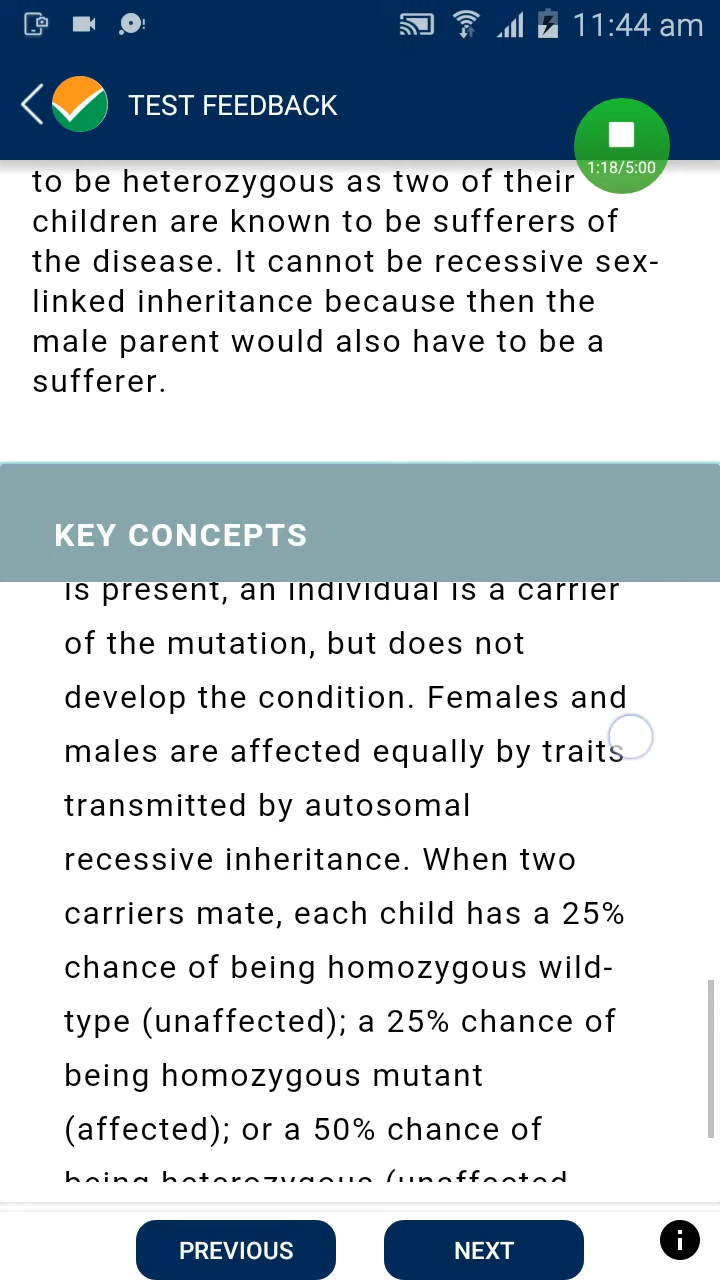 11:44 am
TEST FEEDBACK
1:18/5:00
to be heterozygous as two of their
children are known to be sufferers of
the disease. It cannot be recessive sex-
linked inheritance because then the
male parent would also have to be a
sufferer.
KEY CONCEPTS
is present, an individual is a carrier
of the mutation, but does not
develop the condition. Females and
males are affected equally by traits
transmitted by autosomal
recessive inheritance. When two
carriers mate, each child has a 25%
chance of being homozygous wild-
type (unaffected); a 25% chance of
being homozygous mutant
(affected); or a 50% chance of
being heterozygous (unaffected
PREVIOUS
NEXT